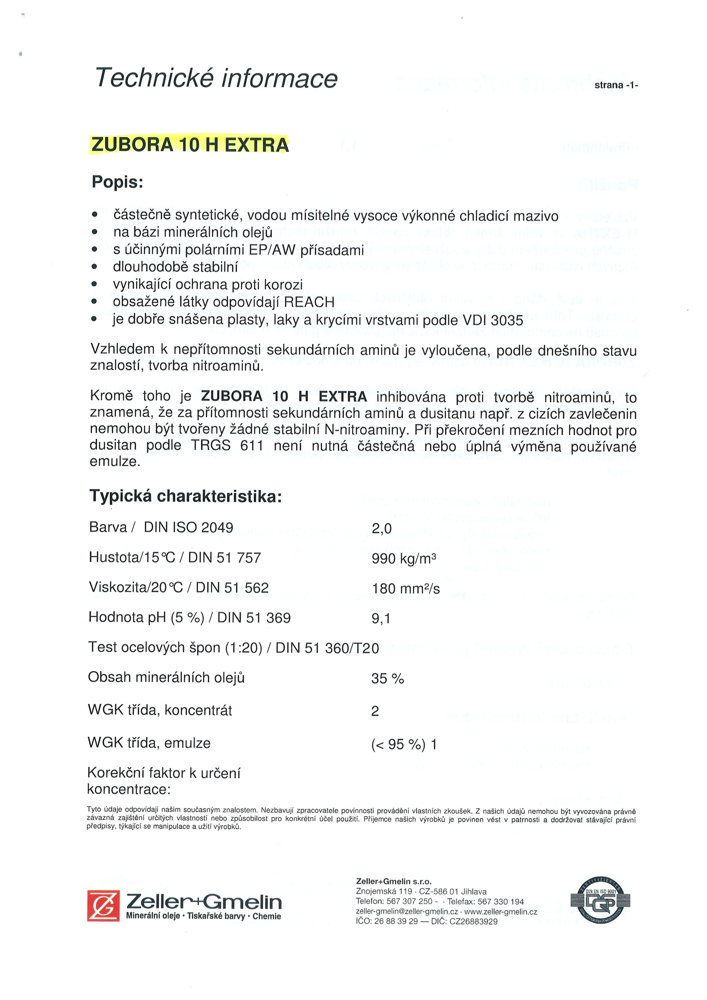 Technické informace
strana -1-
ZUBORA 10 H EXTRA
Popis:
• částečně syntetické, vodou mísitelné vysoce výkonné chladicí mazivo
• na bázi minerálních olejů
• s účinnými polárními EP/AW přísadami
• dlouhodobě stabilní
• vynikající ochrana proti korozi
• obsažené látky odpovídají REACH
• je dobře snášena plasty, laky a krycími vrstvami podle VDI 3035
Vzhledem k nepřítomnosti sekundárních aminů je vyloučena, podle dnešního stavu
znalostí, tvorba nitroaminů.
Kromě toho je ZUBORA 10 H EXTRA inhibována proti tvorbě nitroaminů, to
znamená, že za přítomnosti sekundárních aminů a dusitanu např. z cizích zavlečenin
nemohou být tvořeny žádné stabilní N-nitroaminy. Při překročení mezních hodnot pro
dusitan podle TRGS 611 není nutná částečná nebo úplná výměna používané
emulze.
Typická charakteristika:
Barva / DIN ISO 2049 2,0
Hustota/15°C / DIN 51 757 990 kg/m³
Viskozita/20°C / DIN 51 562 180 mm²/s
Hodnota pH (5 %) / DIN 51 369 9,1
Test ocelových špon (1:20) / DIN 51 360/T20
Obsah minerálních olejů 35 %
WGK třída, koncentrát 2
WGK třída, emulze (< 95 %) 1
Korekční faktor k určení
koncentrace:
Tyto údaje odpovídají našim současným znalostem. Nezbavují zpracovatele povinnosti provádění vlastních zkoušek. Z našich údajů nemohou být vyvozována právně
závazná zajištění určitých vlastností nebo způsobilost pro konkrétní účel použití. Příjemce našich výrobků je povinen vést v patrnosti a dodržovat stávající právní
předpisy, týkající se manipulace a užití výrobků.
Zeller+Gmelin
Minerální oleje • Tiskařské barvy • Chemie
Zeller+Gmelin s.r.o.
Znojemská 119 · CZ-586 01 Jihlava
Telefon: 567 307 250 - · Telefax: 567 330 194
zeller-gmelin@zeller-gmelin.cz · www.zeller-gmelin.cz
IČO: 26 88 39 29 — DIČ: CZ26883929
ZERTIFIZIERTES
DIN EN ISO 9001
DQS
QUALITÄTSMANAGEMENTSYSTEM